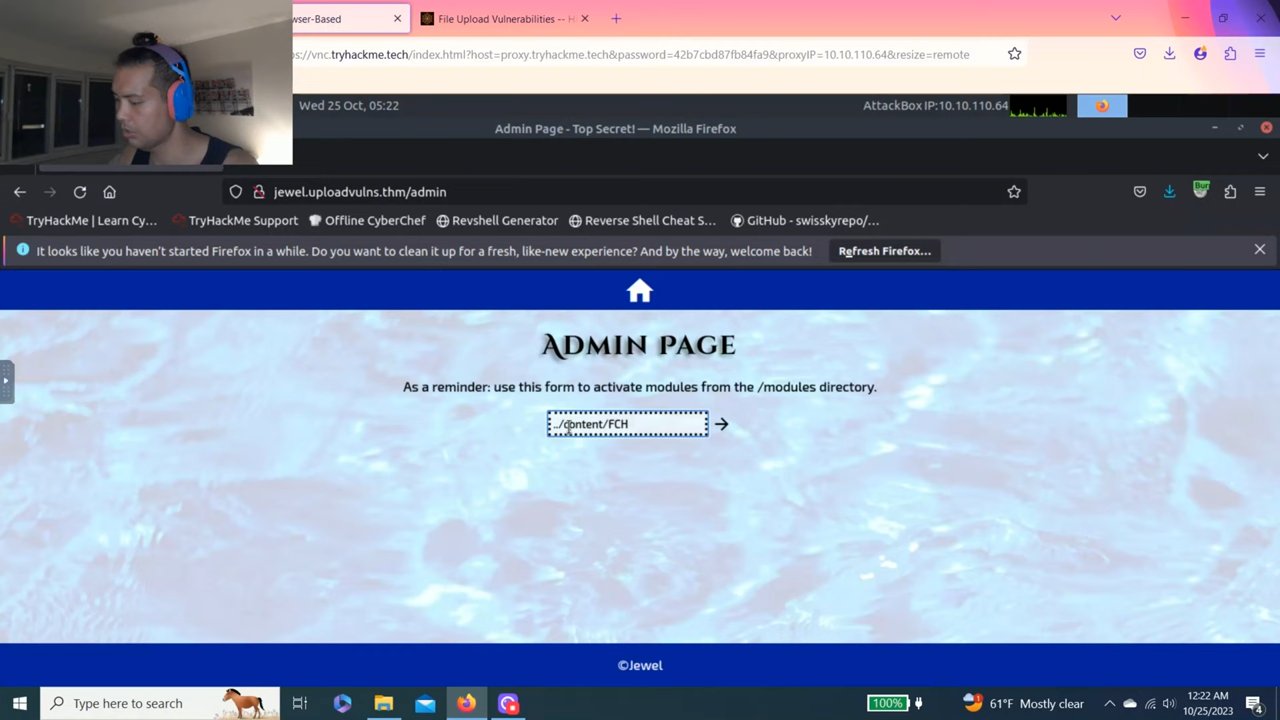 wser-Based
File Upload Vulnerabilities -- H
s://vnc.tryhackme.tech/index.html?host=proxy.tryhackme.tech&password=42b7cbd87fb84fa9&proxyIP=10.10.110.64&resize=remote
Wed 25 Oct, 05:22
AttackBox IP:10.10.110.64
Admin Page - Top Secret! — Mozilla Firefox
jewel.uploadvulns.thm/admin
Bur
TryHackMe | Learn Cy... TryHackMe Support Offline CyberChef Revshell Generator Reverse Shell Cheat S... GitHub - swisskyrepo/...
It looks like you haven't started Firefox in a while. Do you want to clean it up for a fresh, like-new experience? And by the way, welcome back! Refresh Firefox...
Admin Page
As a reminder: use this form to activate modules from the /modules directory.
../content/FCH
©Jewel
Type here to search
100%
61°F Mostly clear
12:22 AM
10/25/2023
4